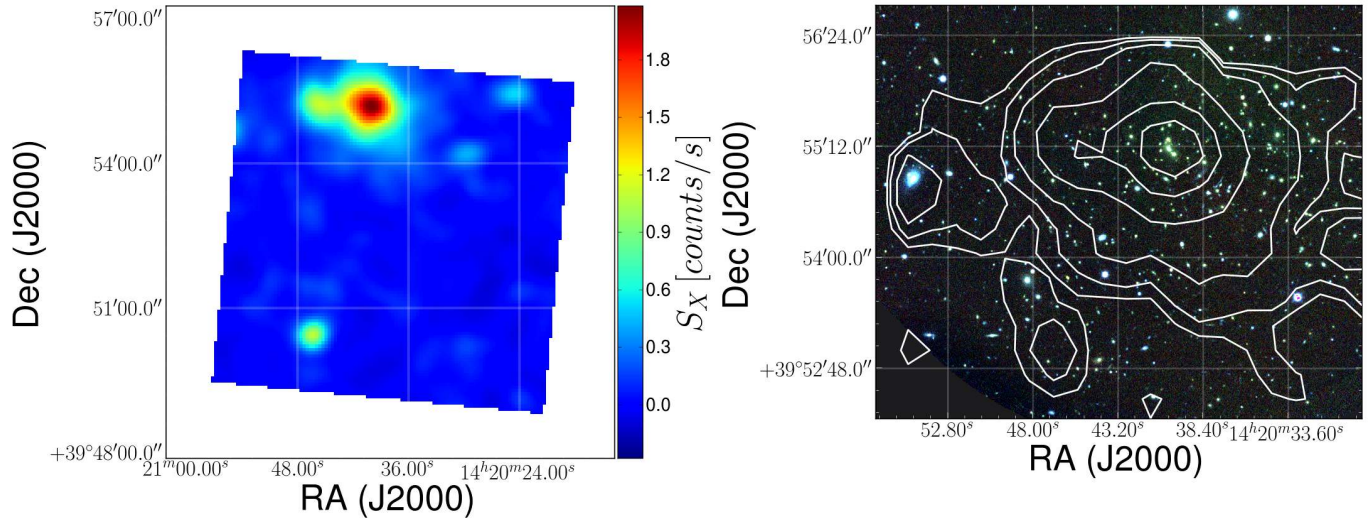 57′00.0″
54′00.0″
51′00.0″
+39°48′00.0″
Dec (J2000)
21ᵐ00.00ˢ 48.00ˢ 36.00ˢ 14ʰ20ᵐ24.00ˢ
RA (J2000)
1.8
1.5
1.2
0.9
0.6
0.3
0.0
S_X [counts/s]
56′24.0″
55′12.0″
54′00.0″
+39°52′48.0″
Dec (J2000)
52.80ˢ 48.00ˢ 43.20ˢ 38.40ˢ 14ʰ20ᵐ33.60ˢ
RA (J2000)